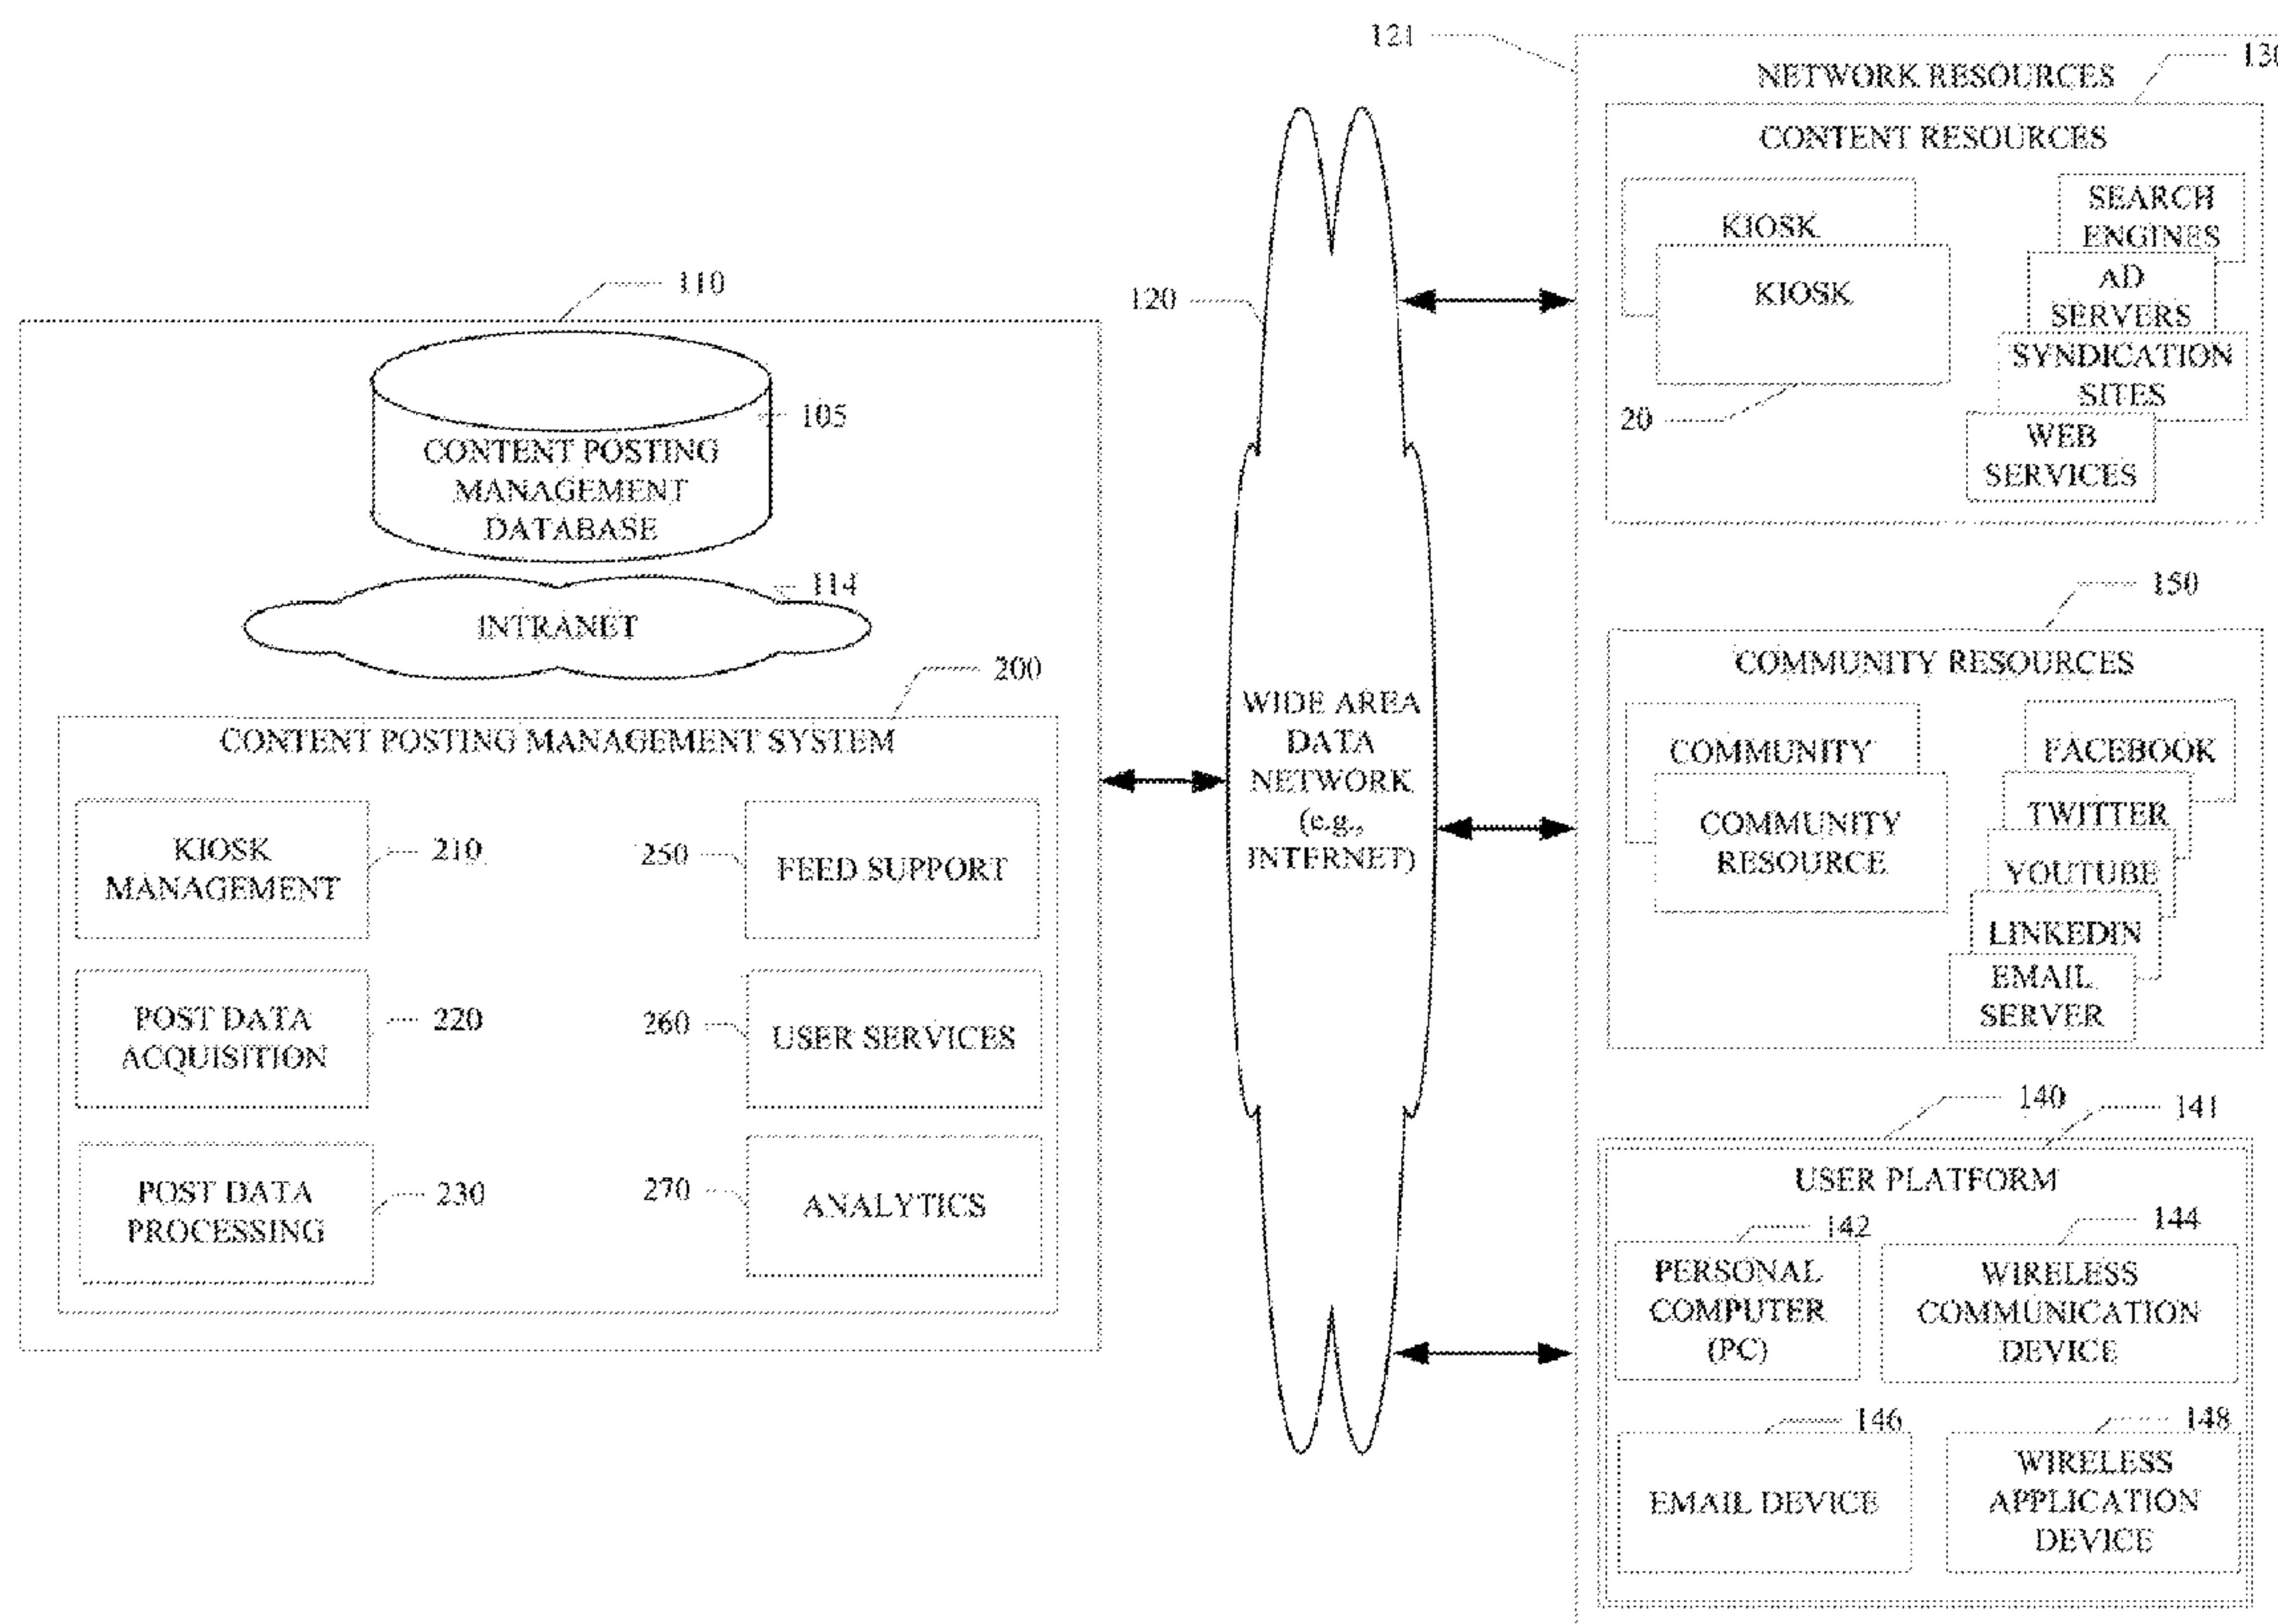 110
105
CONTENT POSTING
MANAGEMENT
DATABASE
114
INTRANET
200
CONTENT POSTING MANAGEMENT SYSTEM
KIOSK
MANAGEMENT
210
250
FEED SUPPORT
POST DATA
ACQUISITION
220
260
USER SERVICES
POST DATA
PROCESSING
230
270
ANALYTICS
120
WIDE AREA
DATA
NETWORK
(e.g.,
INTERNET)
121
NETWORK RESOURCES
130
CONTENT RESOURCES
KIOSK
KIOSK
20
SEARCH
ENGINES
AD
SERVERS
SYNDICATION
SITES
WEB
SERVICES
150
COMMUNITY RESOURCES
COMMUNITY
COMMUNITY
RESOURCE
FACEBOOK
TWITTER
YOUTUBE
LINKEDIN
EMAIL
SERVER
140
141
USER PLATFORM
142
PERSONAL
COMPUTER
(PC)
144
WIRELESS
COMMUNICATION
DEVICE
146
EMAIL DEVICE
148
WIRELESS
APPLICATION
DEVICE